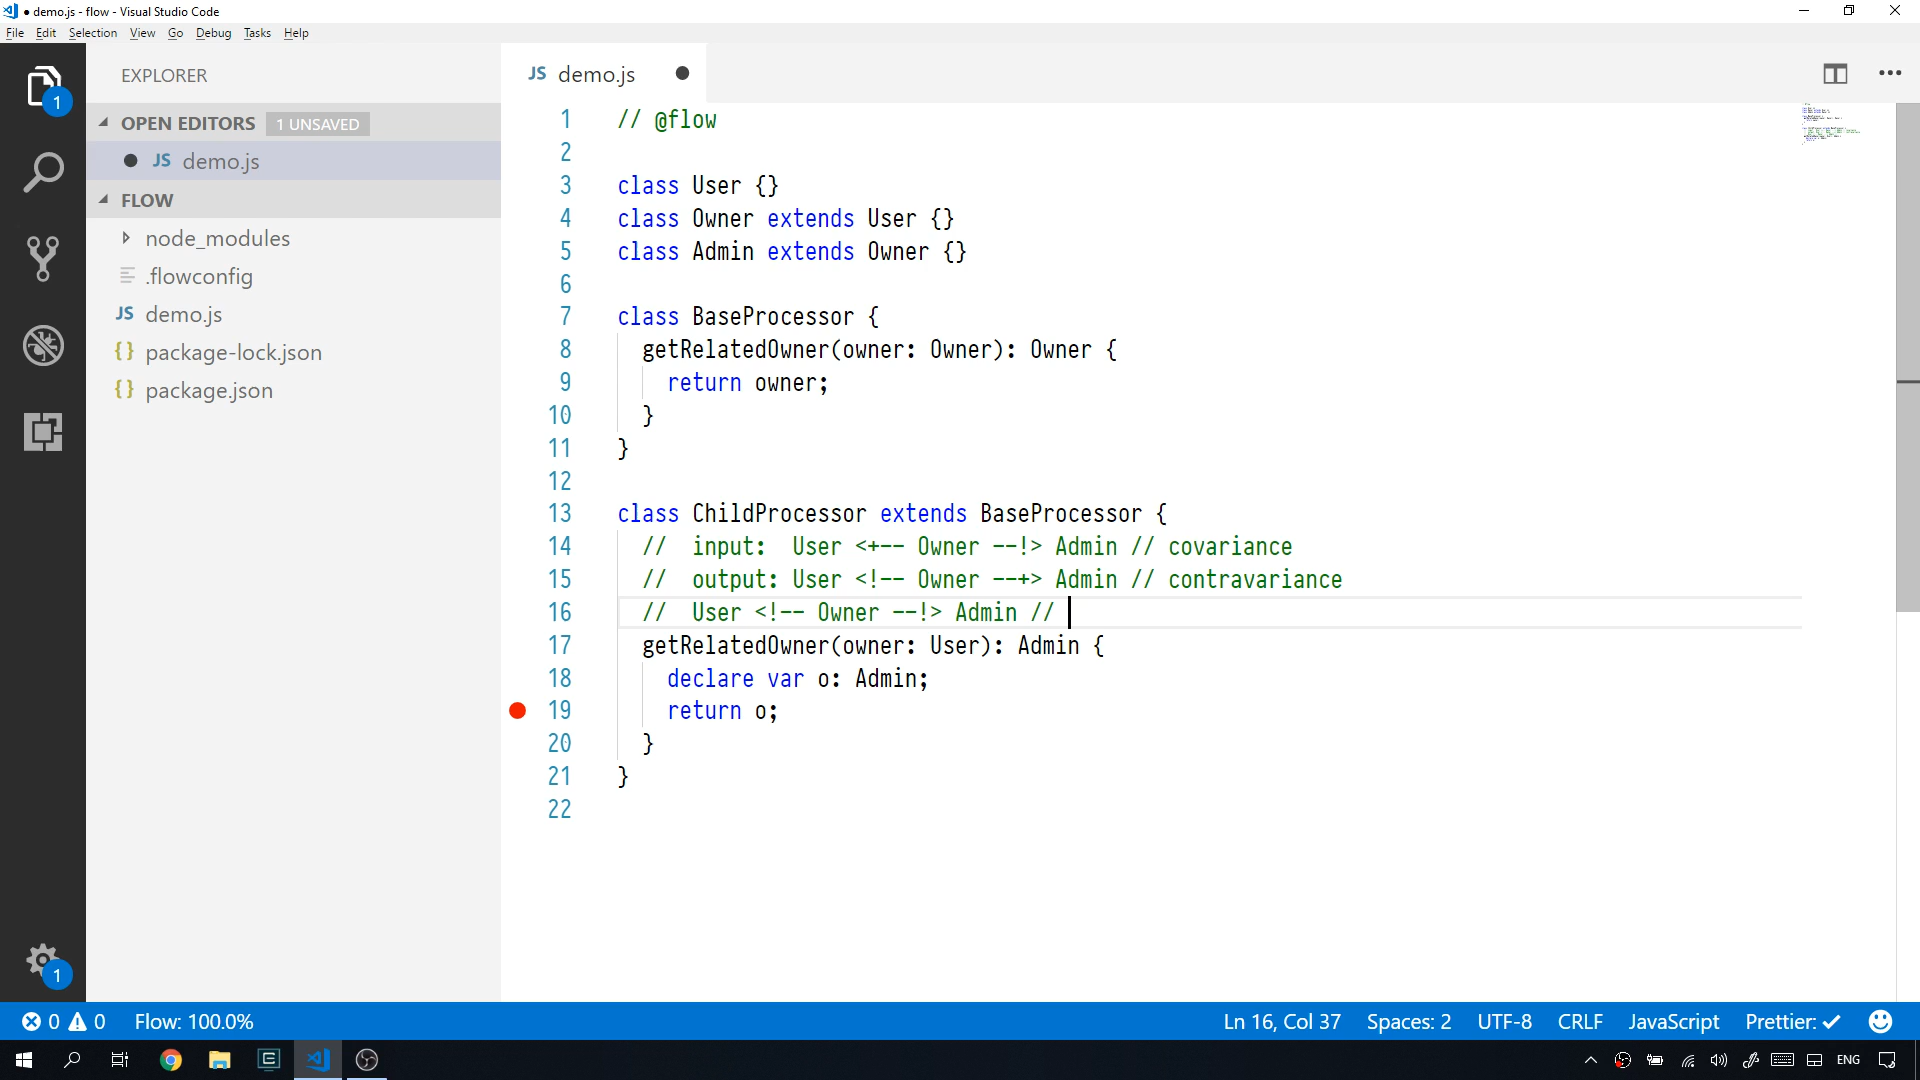 demo.js - flow - Visual Studio Code
File Edit Selection View Go Debug Tasks Help
EXPLORER
OPEN EDITORS 1 UNSAVED
JS demo.js
FLOW
node_modules
.flowconfig
JS demo.js
{} package-lock.json
{} package.json
1
1
JS demo.js
1 // @flow
2
3 class User {}
4 class Owner extends User {}
5 class Admin extends Owner {}
6
7 class BaseProcessor {
8 getRelatedOwner(owner: Owner): Owner {
9 return owner;
10 }
11 }
12
13 class ChildProcessor extends BaseProcessor {
14 //  input:  User <+-- Owner --!> Admin // covariance
15 //  output: User <!-- Owner --+> Admin // contravariance
16 //  User <!-- Owner --!> Admin //
17 getRelatedOwner(owner: User): Admin {
18 declare var o: Admin;
19 return o;
20 }
21 }
22
0 0 Flow: 100.0% Ln 16, Col 37 Spaces: 2 UTF-8 CRLF JavaScript Prettier: ✓
ENG